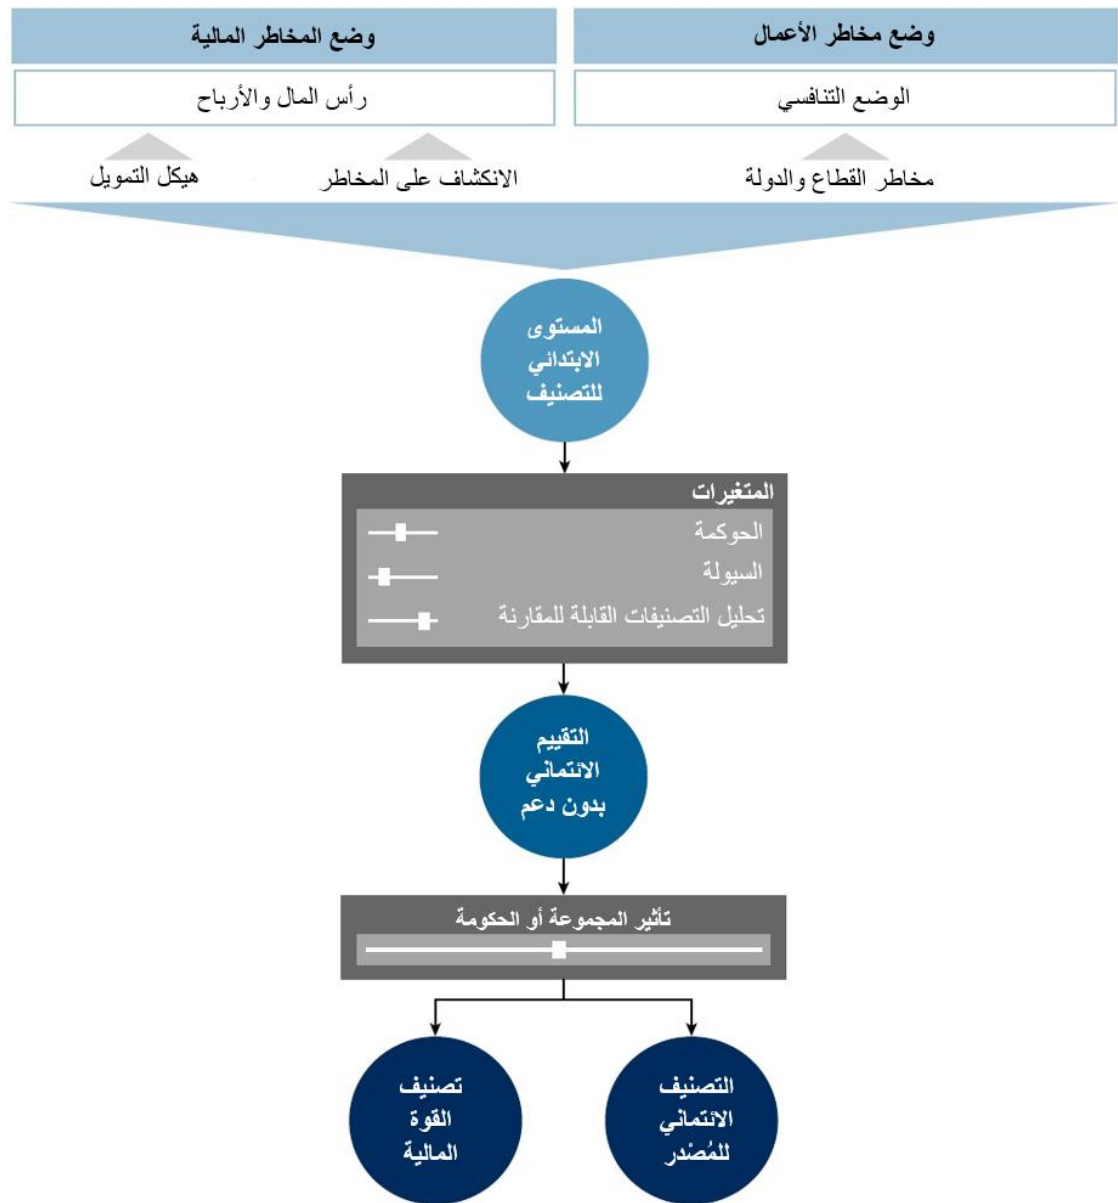 وضع مخاطر الأعمال
وضع المخاطر المالية
الوضع التنافسي
رأس المال والأرباح
مخاطر القطاع والدولة
الانكشاف على المخاطر
هيكل التمويل
المستوى
الابتدائي
للتصنيف
المتغيرات
الحوكمة
السيولة
تحليل التصنيفات القابلة للمقارنة
التقييم
الائتماني
بدون دعم
تأثير المجموعة أو الحكومة
التصنيف
الائتماني
للمُصْدر
تصنيف
القوة
المالية